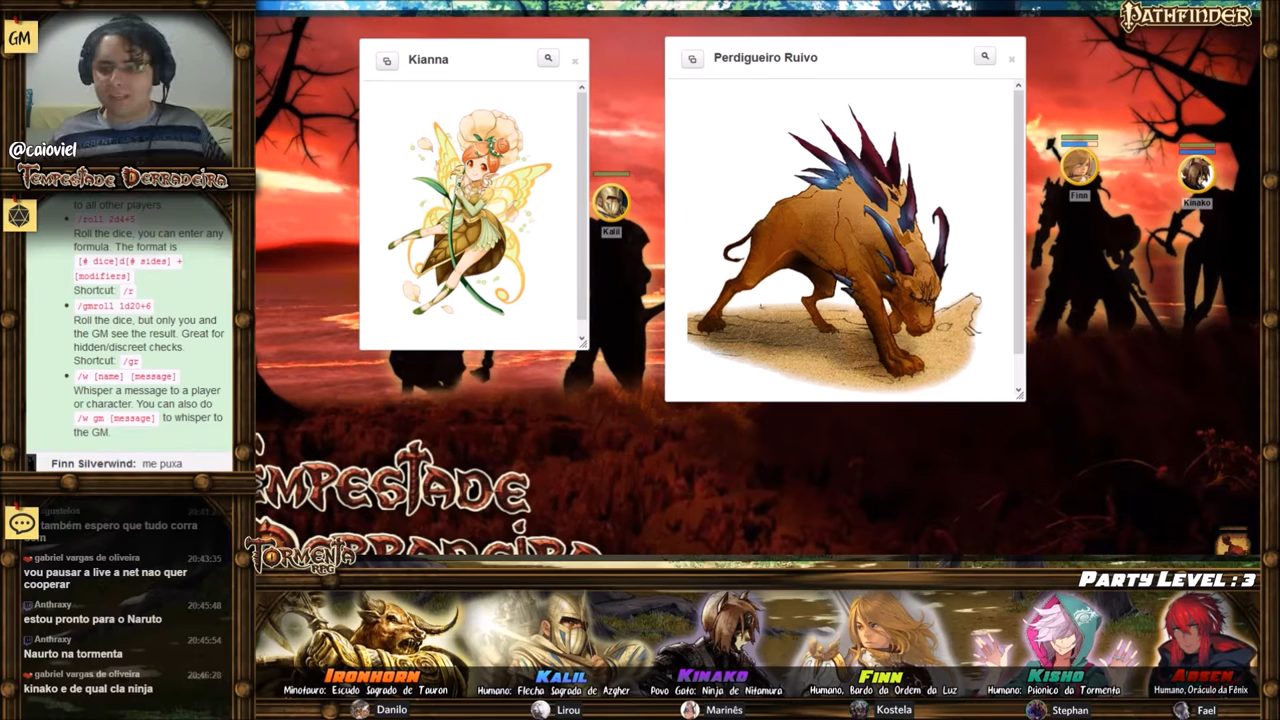 GM
@caioviel
Tempestade Derradeira
to all other players.
/roll 2d4+5
Roll the dice, you can enter any
formula. The format is
[# dice]d[# sides] +
[modifiers]
Shortcut: /r
/gmroll 1d20+6
Roll the dice, but only you and
the GM see the result. Great for
hidden/discreet checks.
Shortcut: /gr
/w [name] [message]
Whisper a message to a player
or character. You can also do
/w gm [message] to whisper to
the GM.
Finn Silverwind: me puxa
também espero que tudo corra
gabriel vargas de oliveira 20:43:35
vou pausar a live a net nao quer
cooperar
Anthraxy 20:45:48
estou pronto para o Naruto
Anthraxy 20:45:54
Naurto na tormenta
gabriel vargas de oliveira 20:46:20
kinako e de qual cla ninja
Pathfinder
Kianna
Perdigueiro Ruivo
Kalil
Finn
Kinako
empestade
erradeira
Tormenta
RPG
Party Level : 3
Ironhorn
Minotauro: Escudo Sagrado de Tauron
Danilo
Kalil
Humano: Flecha Sagrada de Azgher
Lirou
Kinako
Povo Gato: Ninja de Nitamura
Marinês
Finn
Humano, Bardo da Ordem da Luz
Kostela
Kisho
Humano: Psionico da Tormenta
Stephan
Arsen
Humano, Oráculo da Fênix
Fael